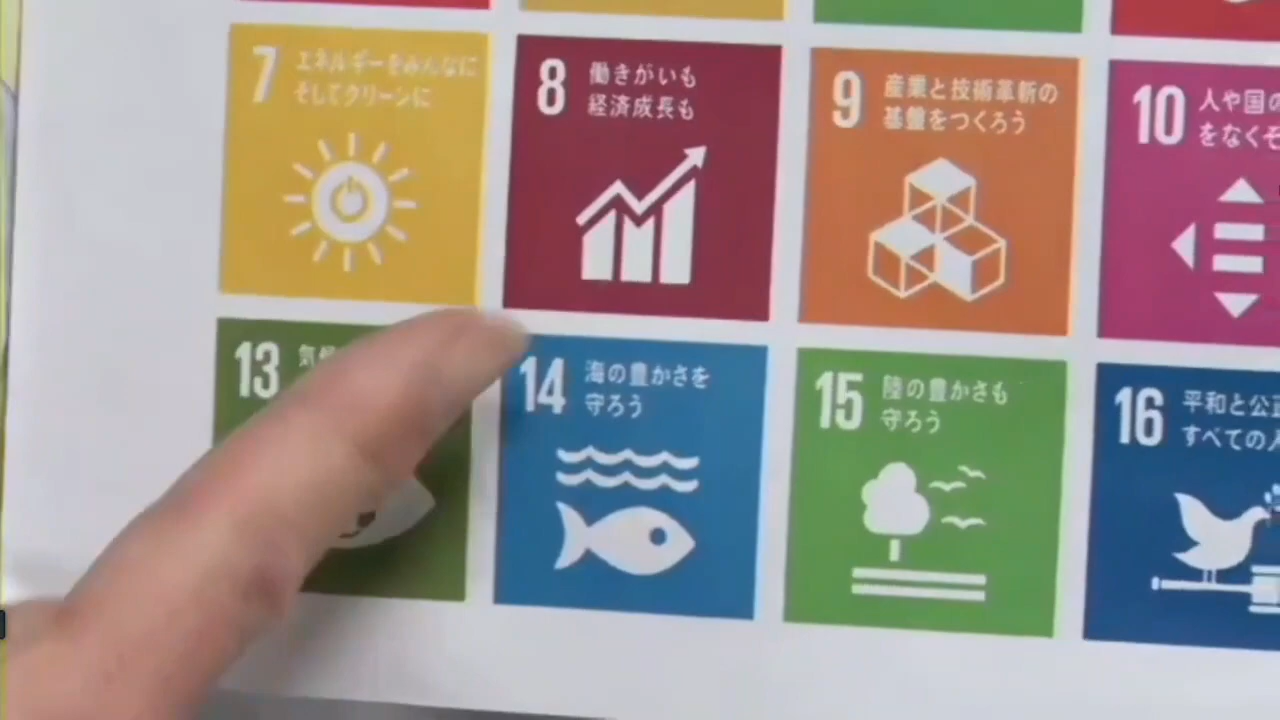 7 エネルギーをみんなに
そしてクリーンに
8 働きがいも
経済成長も
9 産業と技術革新の
基盤をつくろう
10 人や国の
をなくそ
13 気候
14 海の豊かさを
守ろう
15 陸の豊かさも
守ろう
16 平和と公正
すべての人